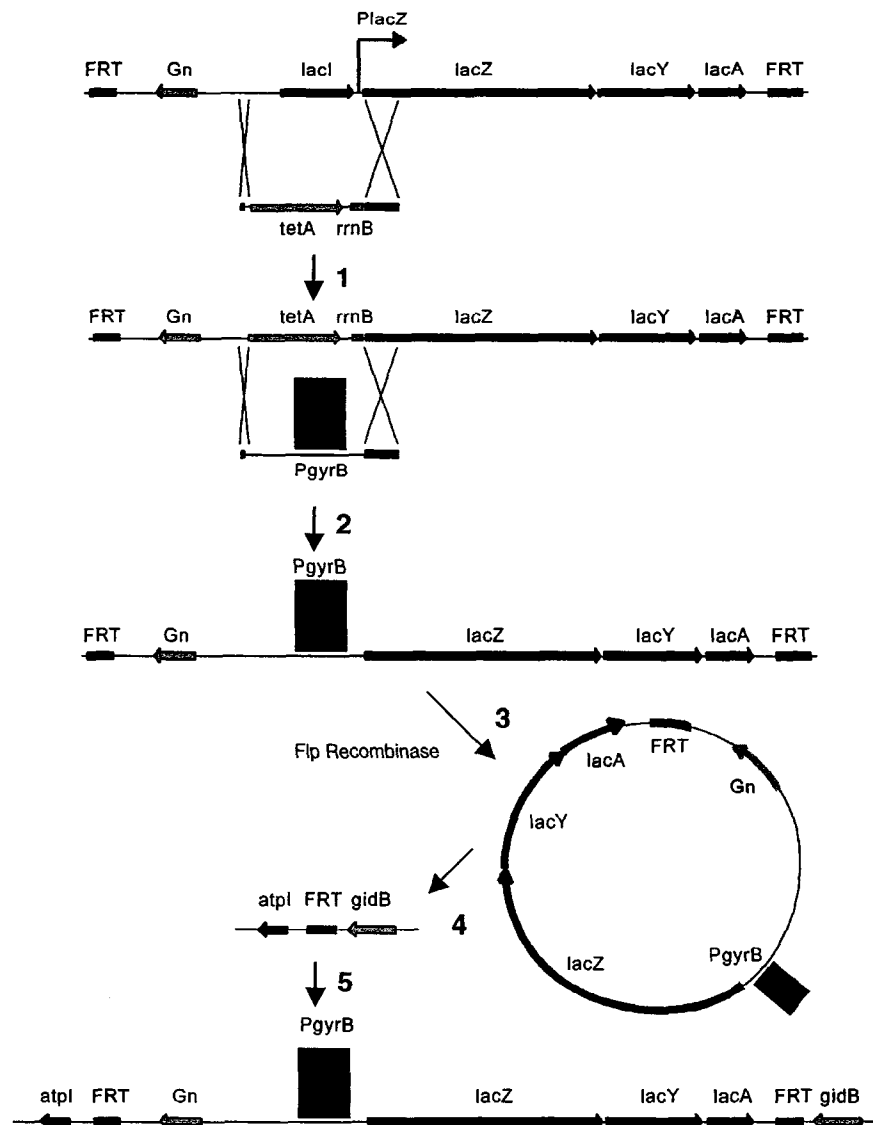 PlacZ
FRT Gn lacI lacZ lacY lacA FRT
tetA rrnB
1
FRT Gn tetA rrnB lacZ lacY lacA FRT
PgyrB
2
PgyrB
FRT Gn lacZ lacY lacA FRT
3
Flp Recombinase
lacA FRT
Gn
lacY
atpI FRT gidB
4
PgyrB
lacZ
5
PgyrB
atpI FRT Gn lacZ lacY lacA FRT gidB